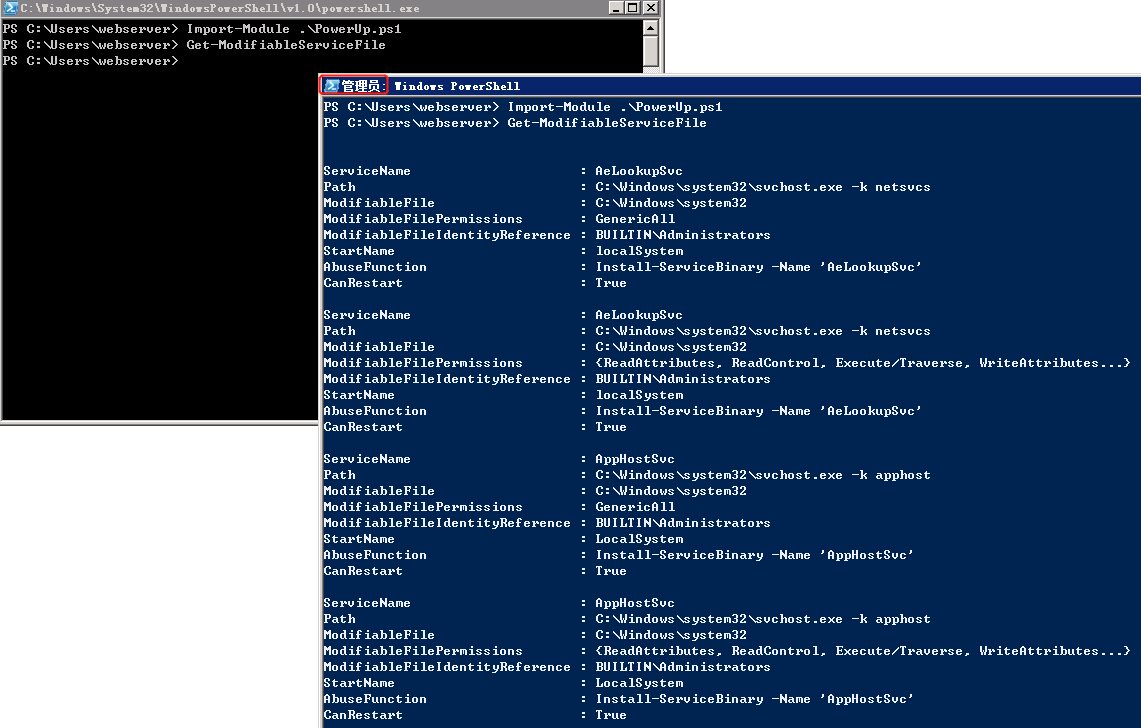 C:\Windows\System32\WindowsPowerShell\v1.0\powershell.exe
PS C:\Users\webserver> Import-Module .\PowerUp.ps1
PS C:\Users\webserver> Get-ModifiableServiceFile
PS C:\Users\webserver>
管理员: Windows PowerShell
PS C:\Users\webserver> Import-Module .\PowerUp.ps1
PS C:\Users\webserver> Get-ModifiableServiceFile
ServiceName : AeLookupSvc
Path : C:\Windows\system32\svchost.exe -k netsvcs
ModifiableFile : C:\Windows\system32
ModifiableFilePermissions : GenericAll
ModifiableFileIdentityReference : BUILTIN\Administrators
StartName : localSystem
AbuseFunction : Install-ServiceBinary -Name 'AeLookupSvc'
CanRestart : True
ServiceName : AeLookupSvc
Path : C:\Windows\system32\svchost.exe -k netsvcs
ModifiableFile : C:\Windows\system32
ModifiableFilePermissions : {ReadAttributes, ReadControl, Execute/Traverse, WriteAttributes...}
ModifiableFileIdentityReference : BUILTIN\Administrators
StartName : localSystem
AbuseFunction : Install-ServiceBinary -Name 'AeLookupSvc'
CanRestart : True
ServiceName : AppHostSvc
Path : C:\Windows\system32\svchost.exe -k apphost
ModifiableFile : C:\Windows\system32
ModifiableFilePermissions : GenericAll
ModifiableFileIdentityReference : BUILTIN\Administrators
StartName : LocalSystem
AbuseFunction : Install-ServiceBinary -Name 'AppHostSvc'
CanRestart : True
ServiceName : AppHostSvc
Path : C:\Windows\system32\svchost.exe -k apphost
ModifiableFile : C:\Windows\system32
ModifiableFilePermissions : {ReadAttributes, ReadControl, Execute/Traverse, WriteAttributes...}
ModifiableFileIdentityReference : BUILTIN\Administrators
StartName : LocalSystem
AbuseFunction : Install-ServiceBinary -Name 'AppHostSvc'
CanRestart : True